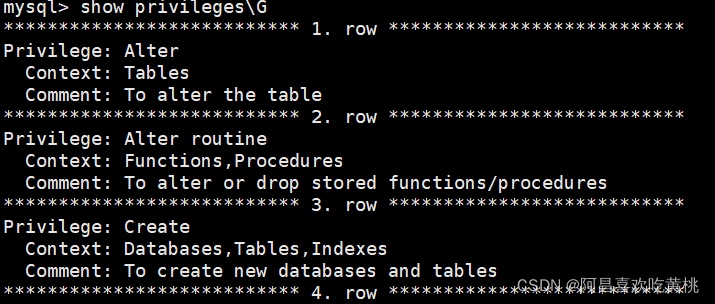 mysql> show privileges\G
*************************** 1. row ***************************
Privilege: Alter
  Context: Tables
  Comment: To alter the table
*************************** 2. row ***************************
Privilege: Alter routine
  Context: Functions,Procedures
  Comment: To alter or drop stored functions/procedures
*************************** 3. row ***************************
Privilege: Create
  Context: Databases,Tables,Indexes
  Comment: To create new databases and tables
*************************** 4. row ***************************
CSDN @阿昌喜欢吃黄桃